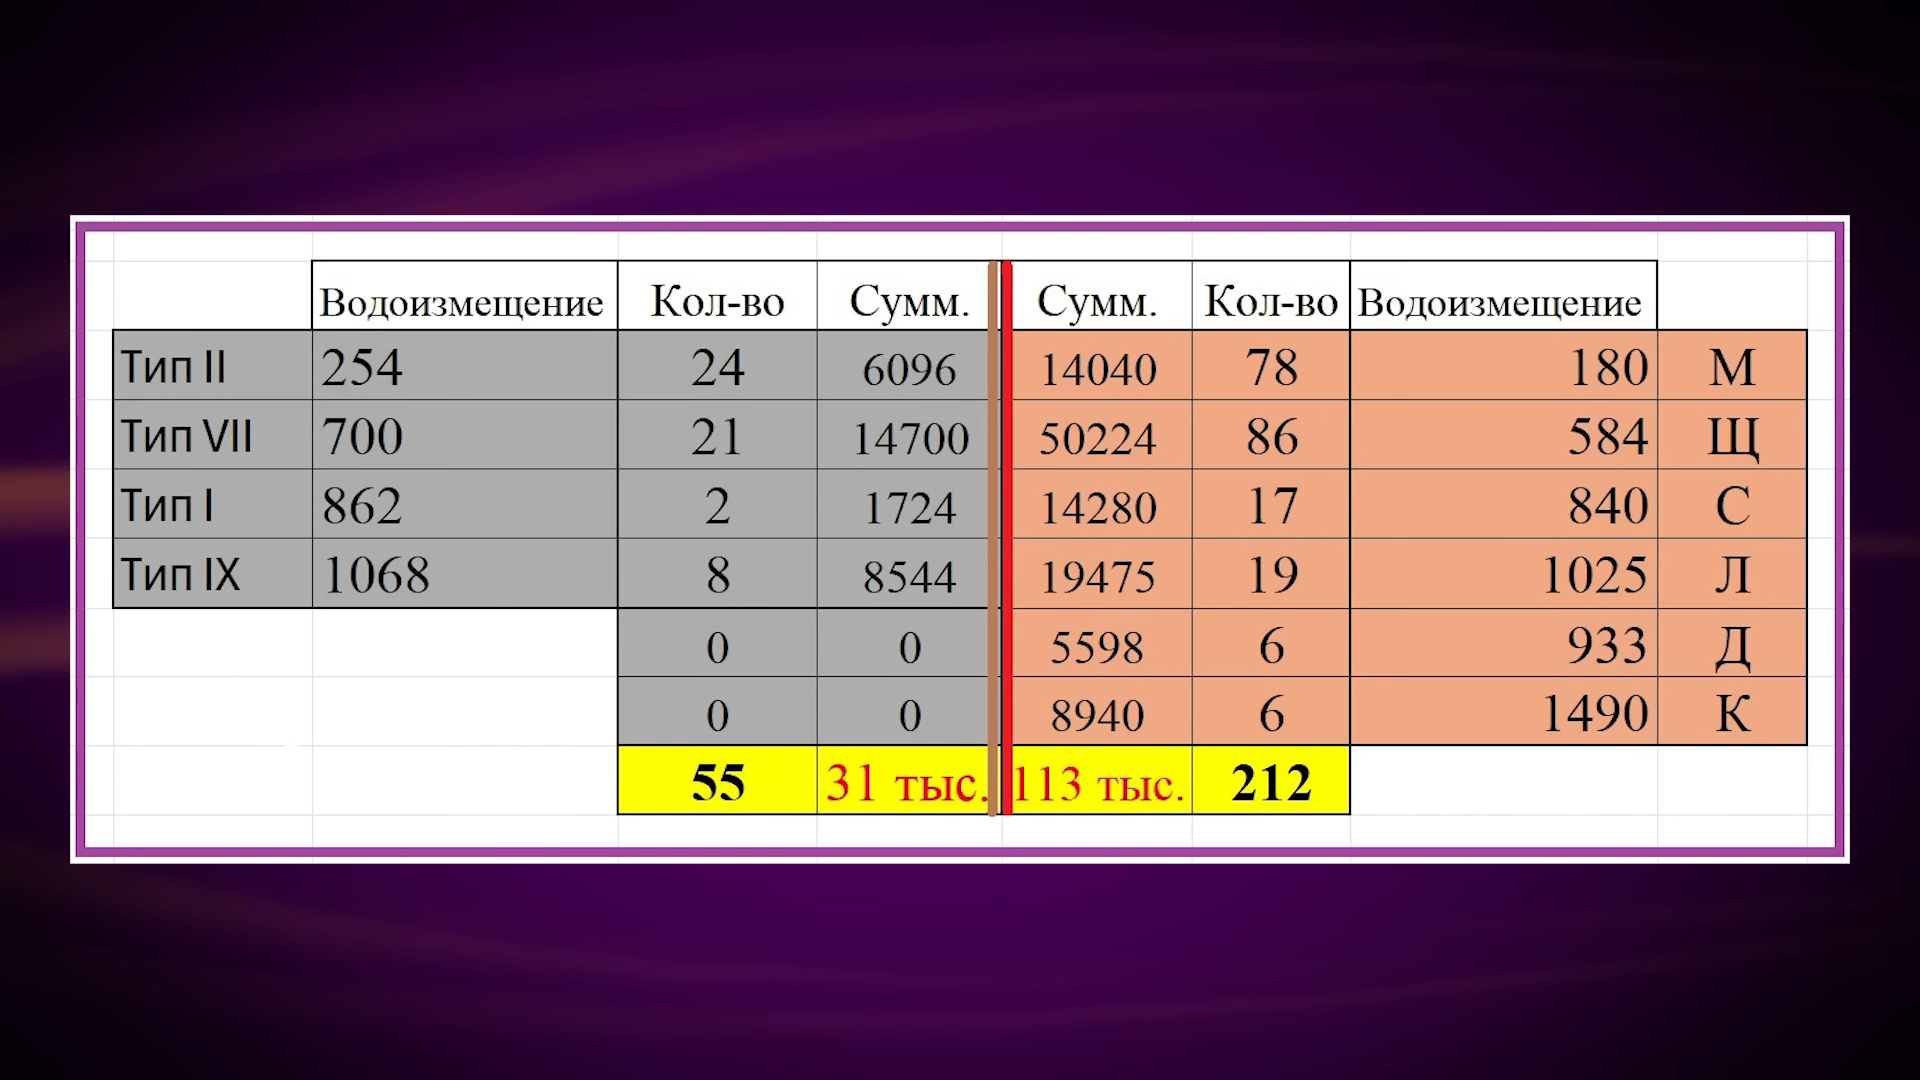 Водоизмещение Кол-во Сумм. Сумм. Кол-во Водоизмещение
Тип II 254 24 6096 14040 78 180 М
Тип VII 700 21 14700 50224 86 584 Щ
Тип I 862 2 1724 14280 17 840 С
Тип IX 1068 8 8544 19475 19 1025 Л
0 0 5598 6 933 Д
0 0 8940 6 1490 К
55 31 тыс. 113 тыс. 212